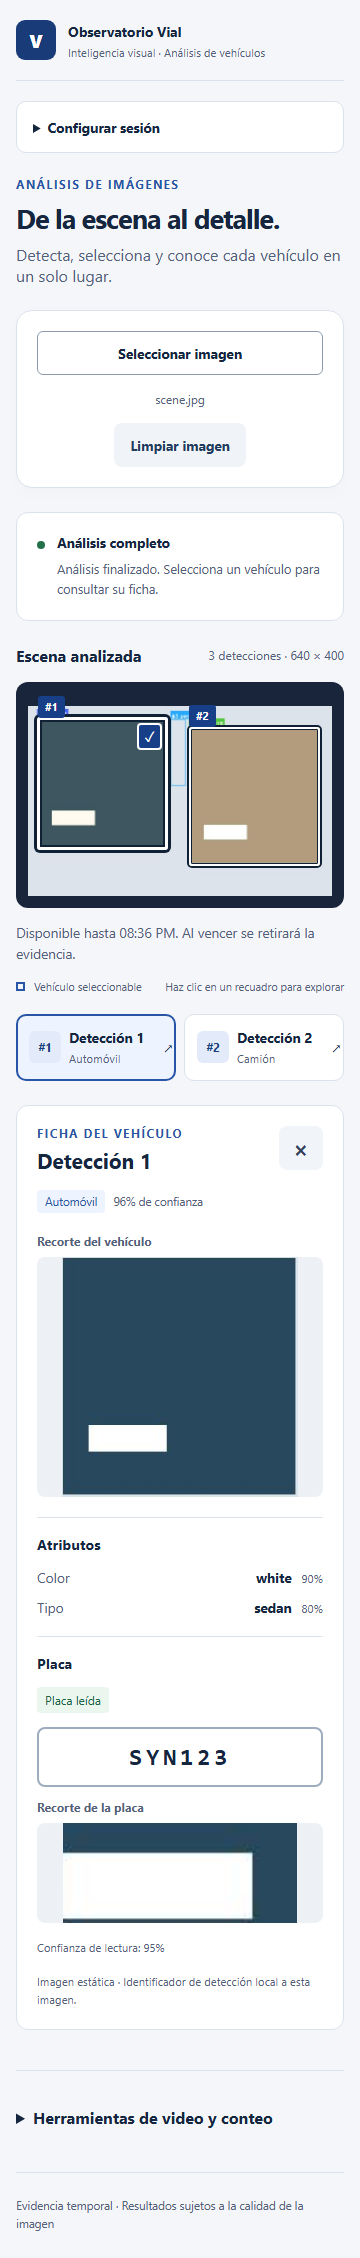 V
Observatorio Vial
Inteligencia visual · Análisis de vehículos
▶ Configurar sesión
ANÁLISIS DE IMÁGENES
De la escena al detalle.
Detecta, selecciona y conoce cada vehículo en
un solo lugar.
Seleccionar imagen
scene.jpg
Limpiar imagen
Análisis completo
Análisis finalizado. Selecciona un vehículo para
consultar su ficha.
Escena analizada
3 detecciones · 640 × 400
#1
✓
#2
Disponible hasta 08:36 PM. Al vencer se retirará la
evidencia.
Vehículo seleccionable
Haz clic en un recuadro para explorar
#1
Detección 1
Automóvil
↗
#2
Detección 2
Camión
↗
FICHA DEL VEHÍCULO
Detección 1
×
Automóvil 96% de confianza
Recorte del vehículo
Atributos
Color white 90%
Tipo sedan 80%
Placa
Placa leída
SYN123
Recorte de la placa
Confianza de lectura: 95%
Imagen estática · Identificador de detección local a esta
imagen.
▶ Herramientas de video y conteo
Evidencia temporal · Resultados sujetos a la calidad de la
imagen